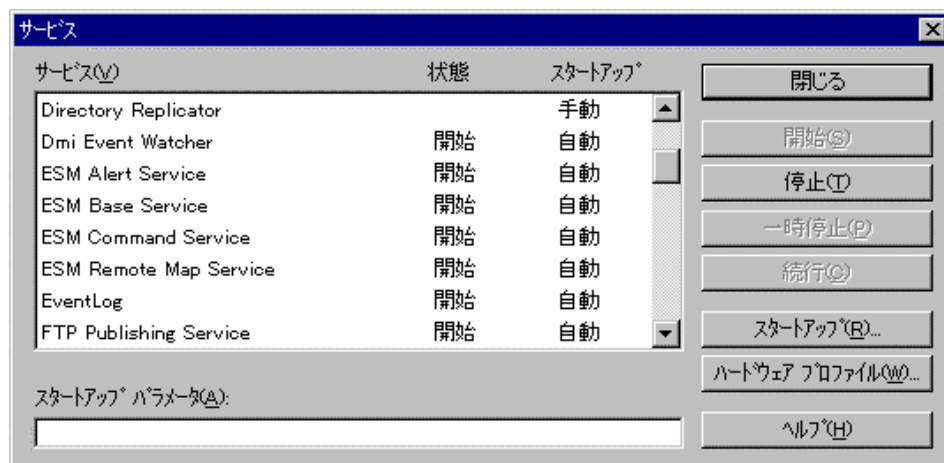 サービス
サービス(V) 状態 スタートアップ
Directory Replicator 手動
Dmi Event Watcher 開始 自動
ESM Alert Service 開始 自動
ESM Base Service 開始 自動
ESM Command Service 開始 自動
ESM Remote Map Service 開始 自動
EventLog 開始 自動
FTP Publishing Service 開始 自動
スタートアップ パラメータ(A):
閉じる
開始(S)
停止(T)
一時停止(P)
続行(C)
スタートアップ(R)...
ハードウェア プロファイル(W)...
ヘルプ(H)